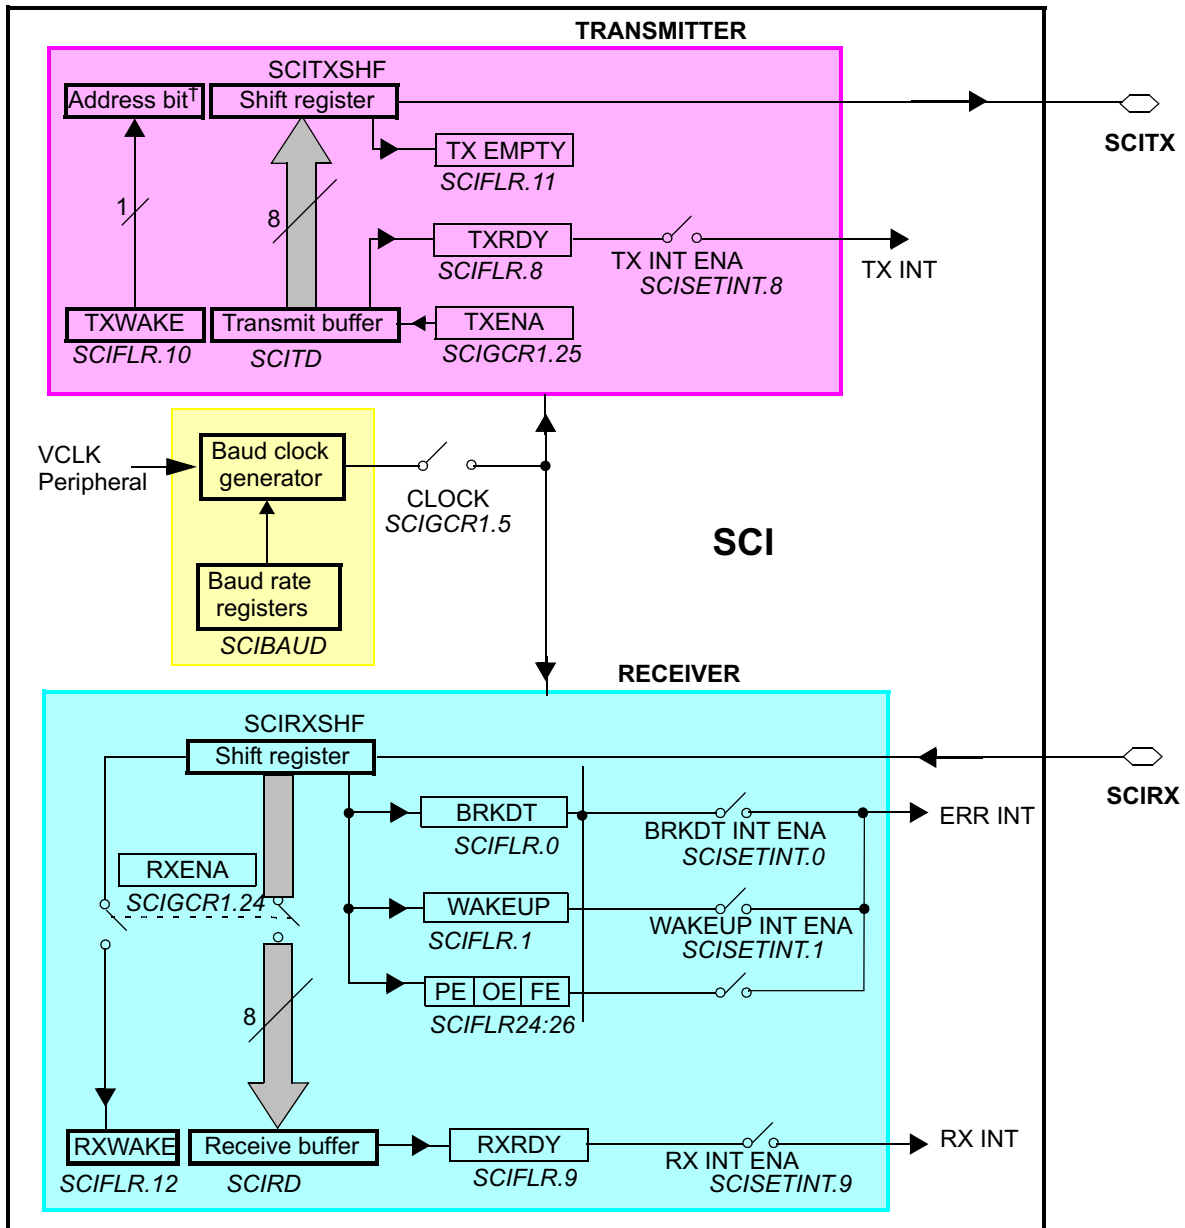 TRANSMITTER
SCITXSHF
Address bit†
Shift register
SCITX
TX EMPTY
SCIFLR.11
1
8
TXRDY
SCIFLR.8
TX INT ENA
SCISETINT.8
TX INT
TXWAKE
SCIFLR.10
Transmit buffer
SCITD
TXENA
SCIGCR1.25
VCLK
Peripheral
Baud clock
generator
CLOCK
SCIGCR1.5
SCI
Baud rate
registers
SCIBAUD
RECEIVER
SCIRXSHF
Shift register
SCIRX
BRKDT
SCIFLR.0
BRKDT INT ENA
SCISETINT.0
ERR INT
RXENA
SCIGCR1.24
WAKEUP
SCIFLR.1
WAKEUP INT ENA
SCISETINT.1
PE OE FE
SCIFLR24:26
8
RXWAKE
SCIFLR.12
Receive buffer
SCIRD
RXRDY
SCIFLR.9
RX INT ENA
SCISETINT.9
RX INT